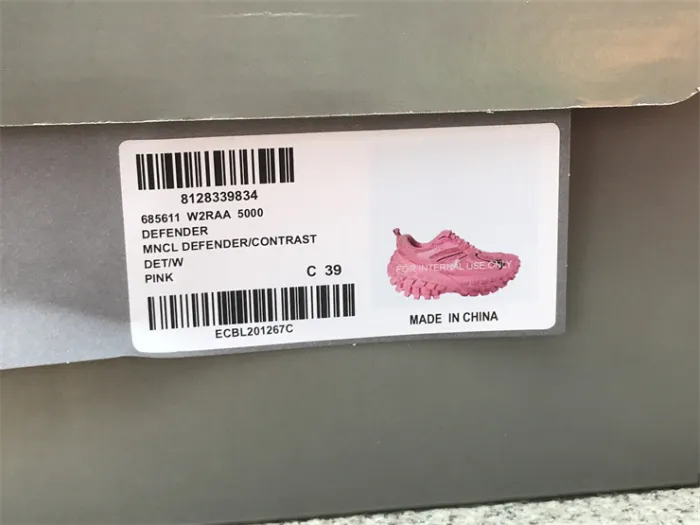 8128339834
685611 W2RAA 5000
DEFENDER
MNCL DEFENDER/CONTRAST
DET/W
PINK
C 39
ECBL201267C
FOR INTERNAL USE ONLY
MADE IN CHINA